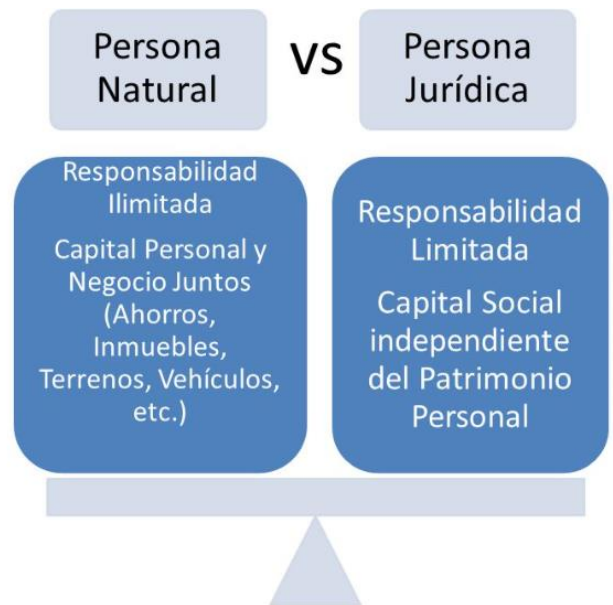 Persona
Natural
vs
Persona
Jurídica
Responsabilidad
Ilimitada
Capital Personal y
Negocio Juntos
(Ahorros,
Inmuebles,
Terrenos, Vehículos,
etc.)
Responsabilidad
Limitada
Capital Social
independiente
del Patrimonio
Personal